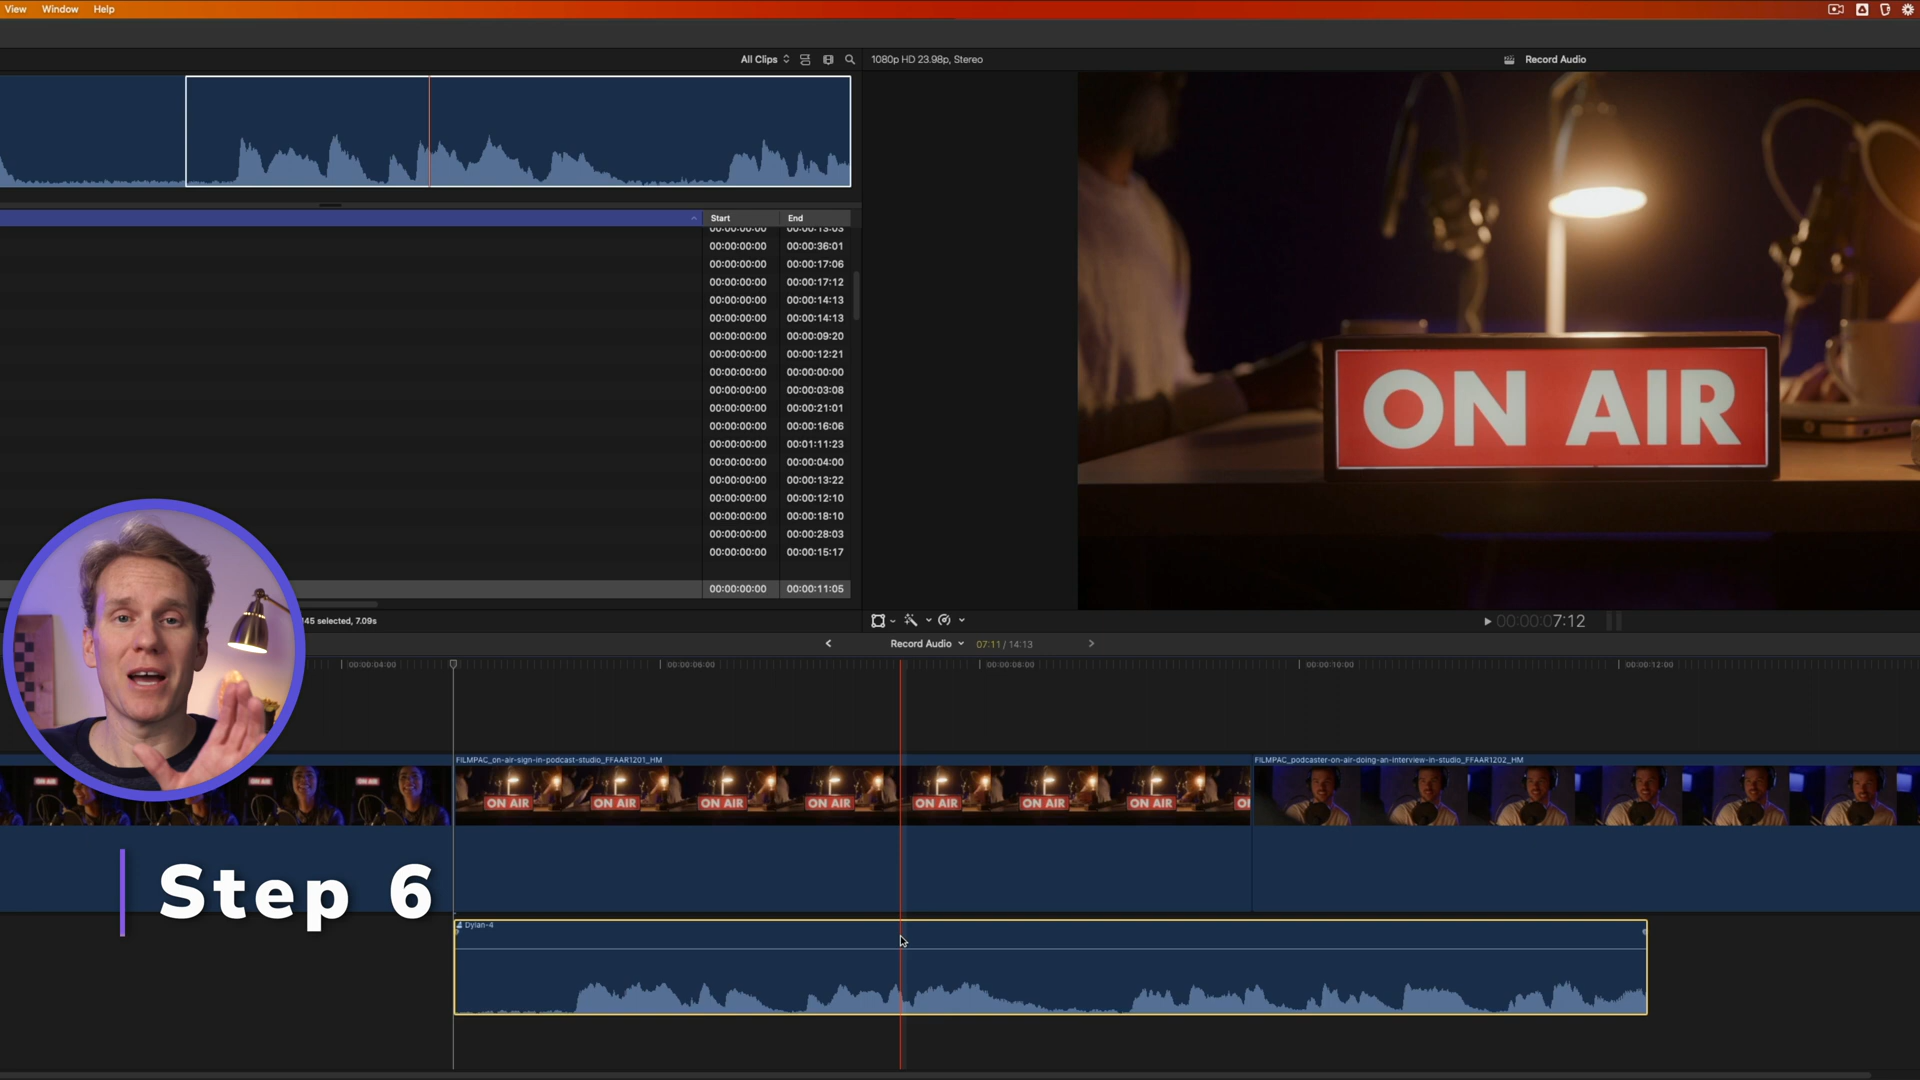 View Window Help
All Clips
1080p HD 23.98p, Stereo
Record Audio
Start End
00:00:00:00 00:00:13:03
00:00:00:00 00:00:36:01
00:00:00:00 00:00:17:06
00:00:00:00 00:00:17:12
00:00:00:00 00:00:14:13
00:00:00:00 00:00:14:13
00:00:00:00 00:00:09:20
00:00:00:00 00:00:12:21
00:00:00:00 00:00:00:00
00:00:00:00 00:00:03:08
00:00:00:00 00:00:21:01
00:00:00:00 00:00:16:06
00:00:00:00 00:01:11:23
00:00:00:00 00:00:04:00
00:00:00:00 00:00:13:22
00:00:00:00 00:00:12:10
00:00:00:00 00:00:18:10
00:00:00:00 00:00:28:03
00:00:00:00 00:00:15:17
00:00:00:00 00:00:11:05
ON AIR
45 selected, 7.09s
00:00:00:07:12
Record Audio 07:11 / 14:13
00:00:04:00 00:00:06:00 00:00:08:00 00:00:10:00 00:00:12:00
FILMPAC_on-air-sign-in-podcast-studio_FFAAR1201_HM
FILMPAC_podcaster-on-air-doing-an-interview-in-studio_FFAAR1202_HM
ON AIR ON AIR ON AIR ON AIR ON AIR ON AIR ON AIR
Step 6
Dylan-4